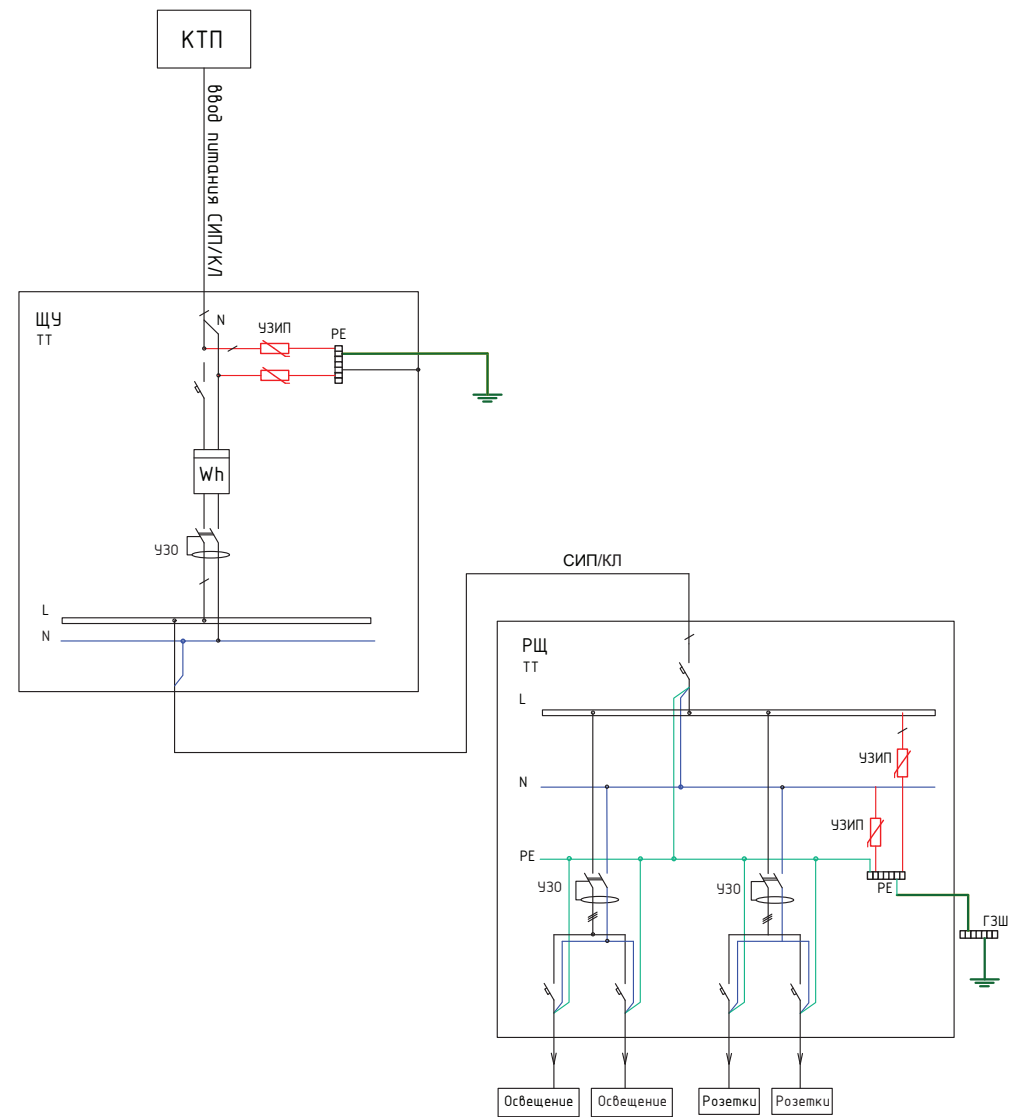 КТП
ввод питания СИП/КЛ
ЩУ
ТТ
N
УЗИП
PE
Wh
УЗО
L
N
СИП/КЛ
РЩ
ТТ
L
УЗИП
N
УЗИП
PE
УЗО
УЗО
PE
ГЗШ
Освещение
Освещение
Розетки
Розетки